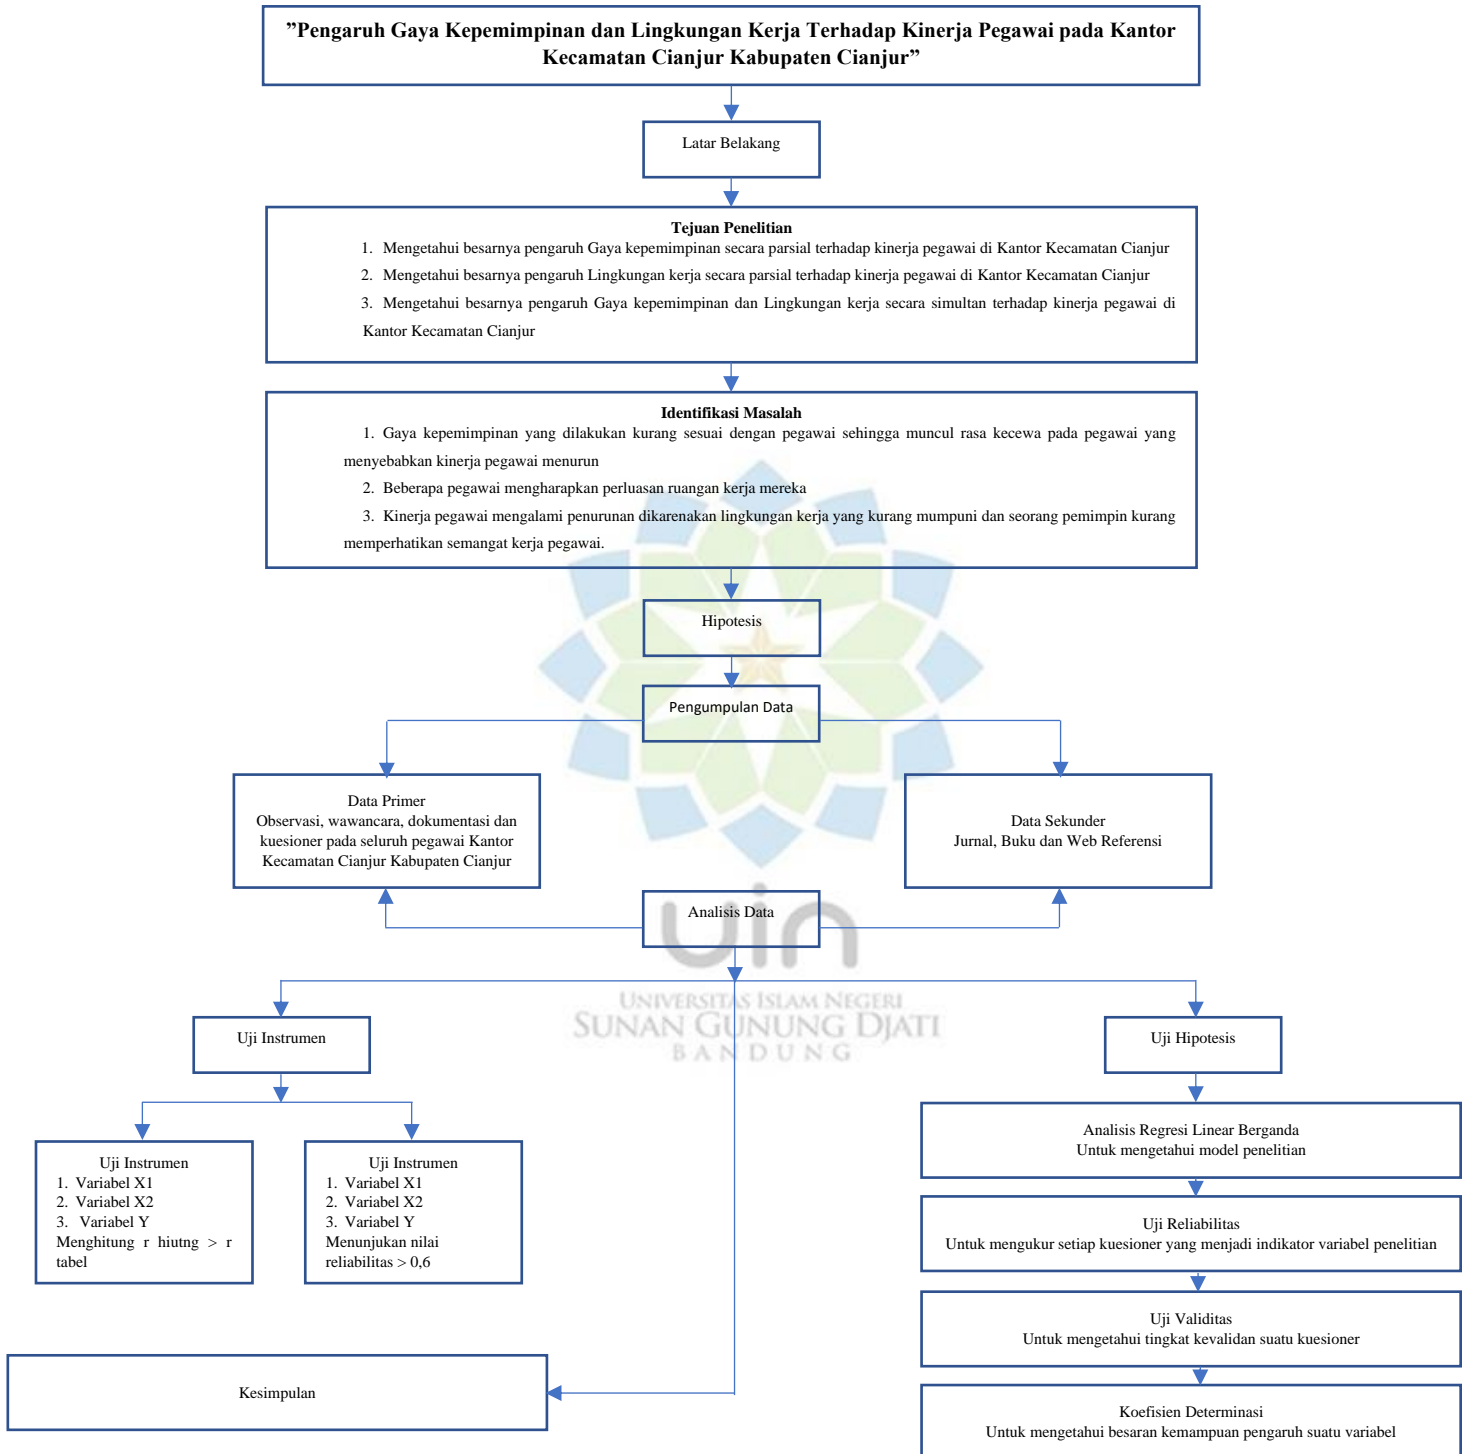 ”Pengaruh Gaya Kepemimpinan dan Lingkungan Kerja Terhadap Kinerja Pegawai pada Kantor
Kecamatan Cianjur Kabupaten Cianjur”
Latar Belakang
Tejuan Penelitian
1. Mengetahui besarnya pengaruh Gaya kepemimpinan secara parsial terhadap kinerja pegawai di Kantor Kecamatan Cianjur
2. Mengetahui besarnya pengaruh Lingkungan kerja secara parsial terhadap kinerja pegawai di Kantor Kecamatan Cianjur
3. Mengetahui besarnya pengaruh Gaya kepemimpinan dan Lingkungan kerja secara simultan terhadap kinerja pegawai di
Kantor Kecamatan Cianjur
Identifikasi Masalah
1. Gaya kepemimpinan yang dilakukan kurang sesuai dengan pegawai sehingga muncul rasa kecewa pada pegawai yang
menyebabkan kinerja pegawai menurun
2. Beberapa pegawai mengharapkan perluasan ruangan kerja mereka
3. Kinerja pegawai mengalami penurunan dikarenakan lingkungan kerja yang kurang mumpuni dan seorang pemimpin kurang
memperhatikan semangat kerja pegawai.
Hipotesis
Pengumpulan Data
Data Primer
Observasi, wawancara, dokumentasi dan
kuesioner pada seluruh pegawai Kantor
Kecamatan Cianjur Kabupaten Cianjur
Data Sekunder
Jurnal, Buku dan Web Referensi
Analisis Data
uin
UNIVERSITAS ISLAM NEGERI
SUNAN GUNUNG DJATI
BANDUNG
Uji Instrumen
Uji Hipotesis
Uji Instrumen
1. Variabel X1
2. Variabel X2
3. Variabel Y
Menghitung r hiutng > r
tabel
Uji Instrumen
1. Variabel X1
2. Variabel X2
3. Variabel Y
Menunjukan nilai
reliabilitas > 0,6
Analisis Regresi Linear Berganda
Untuk mengetahui model penelitian
Uji Reliabilitas
Untuk mengukur setiap kuesioner yang menjadi indikator variabel penelitian
Uji Validitas
Untuk mengetahui tingkat kevalidan suatu kuesioner
Koefisien Determinasi
Untuk mengetahui besaran kemampuan pengaruh suatu variabel
Kesimpulan